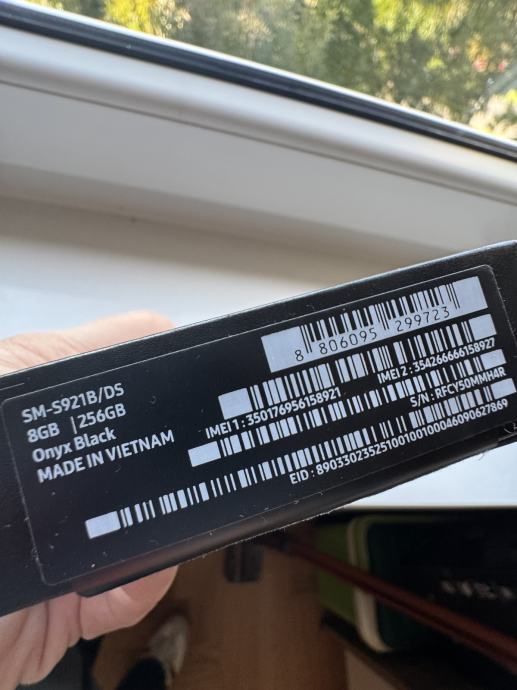 SM-S921B/DS
8GB | 256GB
Onyx Black
MADE IN VIETNAM
8 806095 299723
IMEI 1 : 350176956158921
IMEI 2 : 354266666158927
S/N : RFCY50MMH4R
EID : 89033023525100100100046090627869